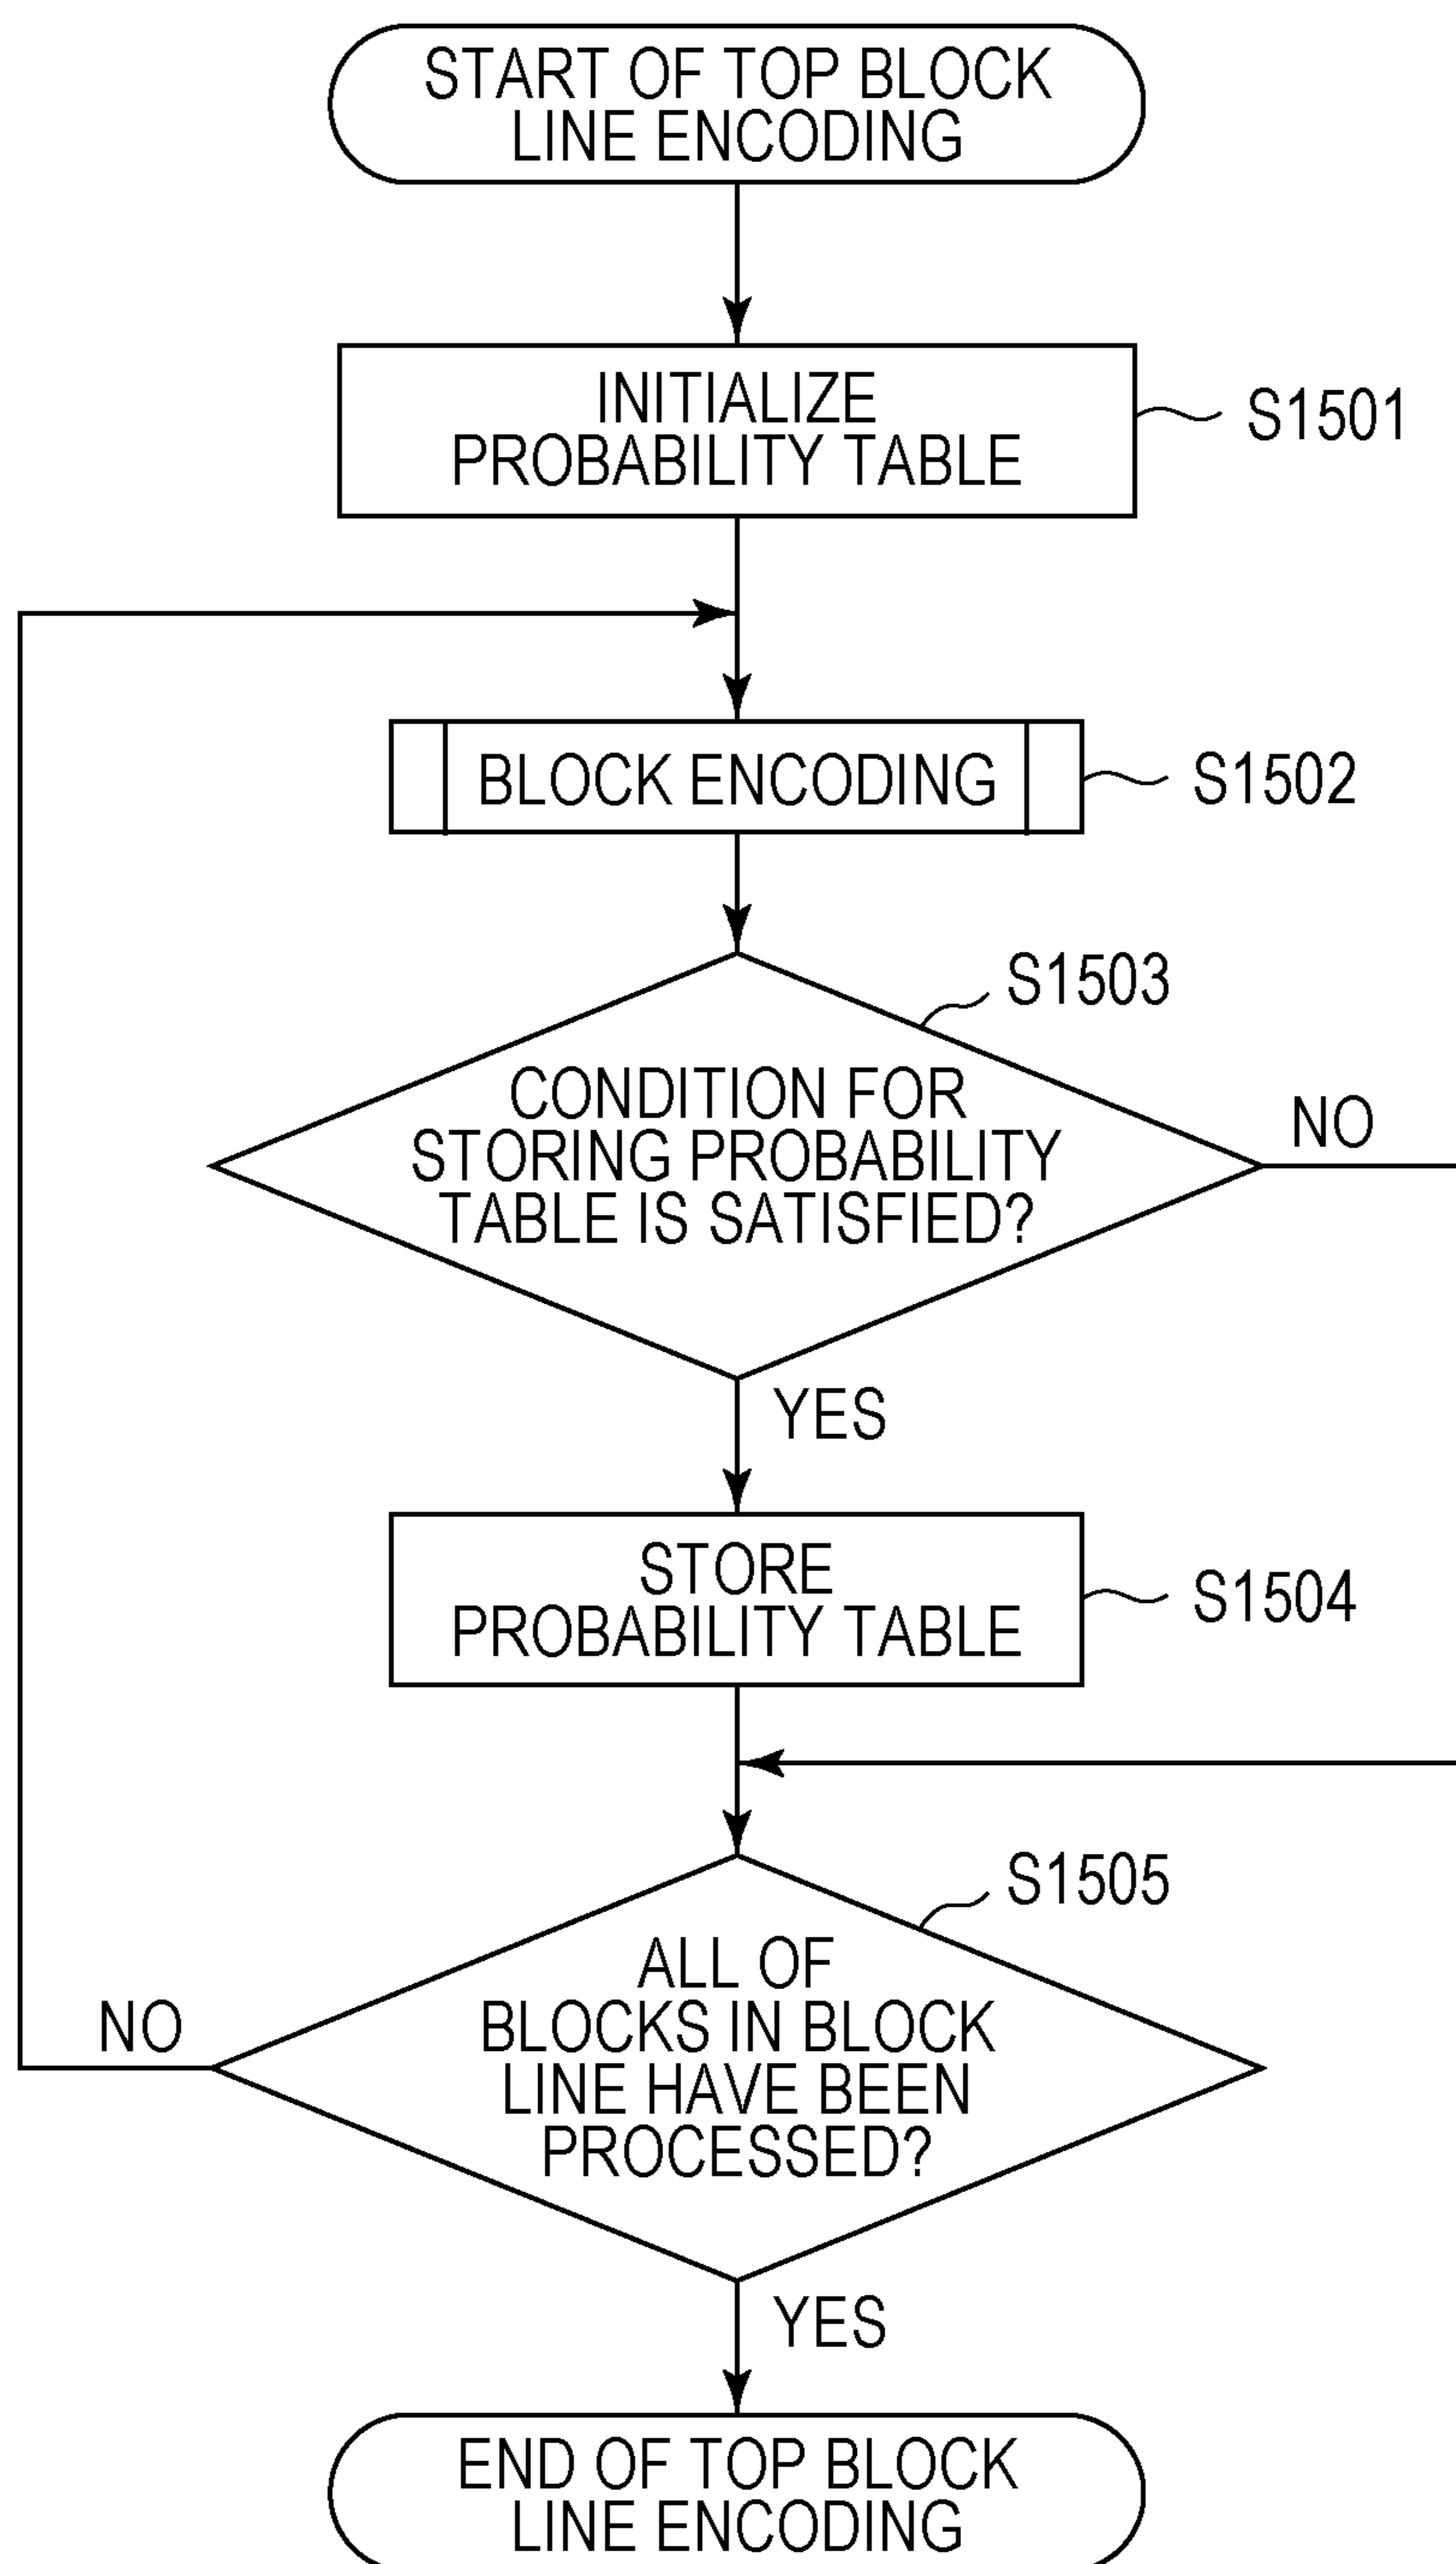 START OF TOP BLOCK
LINE ENCODING
INITIALIZE
PROBABILITY TABLE
S1501
BLOCK ENCODING
S1502
S1503
CONDITION FOR
STORING PROBABILITY
TABLE IS SATISFIED?
NO
YES
STORE
PROBABILITY TABLE
S1504
S1505
ALL OF
BLOCKS IN BLOCK
LINE HAVE BEEN
PROCESSED?
NO
YES
END OF TOP BLOCK
LINE ENCODING